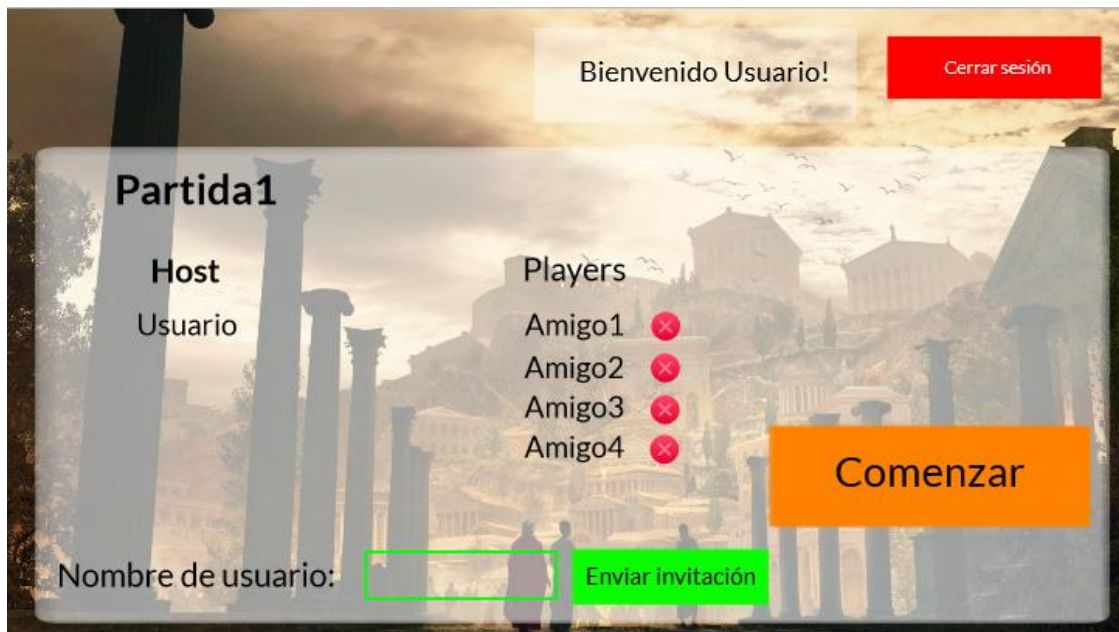 Bienvenido Usuario!
Cerrar sesión
Partida1
Host
Players
Usuario
Amigo1
Amigo2
Amigo3
Amigo4
Comenzar
Nombre de usuario:
Enviar invitación